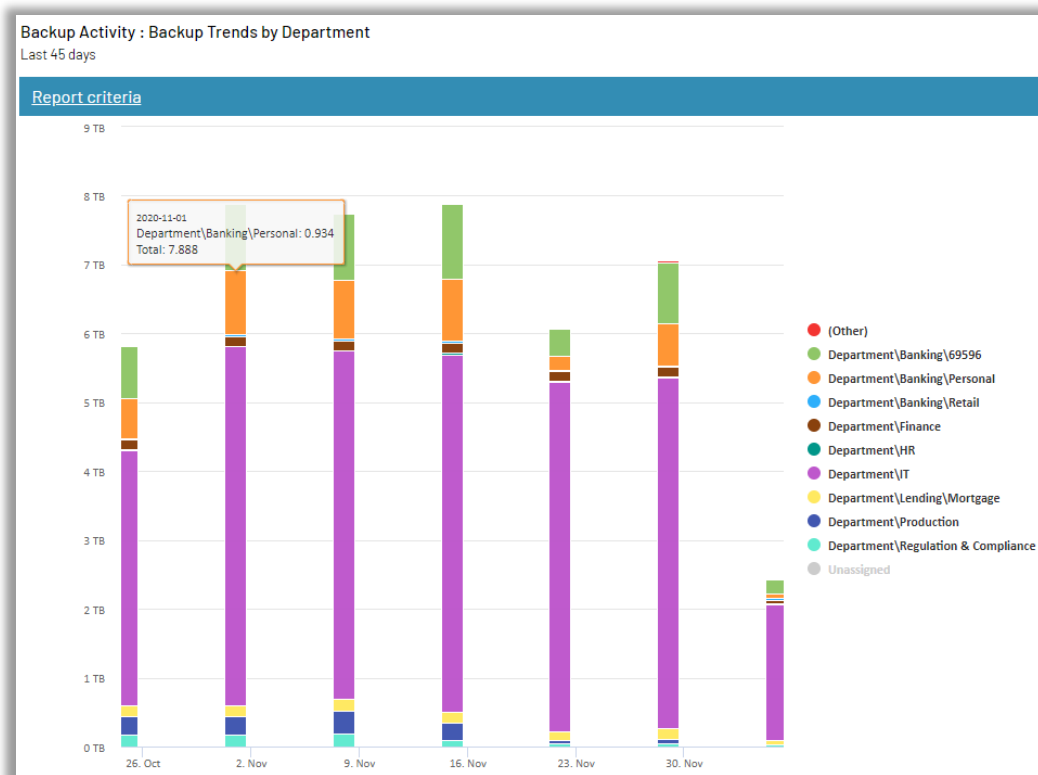 Backup Activity : Backup Trends by Department
Last 45 days
Report criteria
9 TB
8 TB
7 TB
6 TB
5 TB
4 TB
3 TB
2 TB
1 TB
0 TB
2020-11-01
Department\Banking\Personal: 0.934
Total: 7.888
26. Oct
2. Nov
9. Nov
16. Nov
23. Nov
30. Nov
(Other)
Department\Banking\69596
Department\Banking\Personal
Department\Banking\Retail
Department\Finance
Department\HR
Department\IT
Department\Lending\Mortgage
Department\Production
Department\Regulation & Compliance
Unassigned